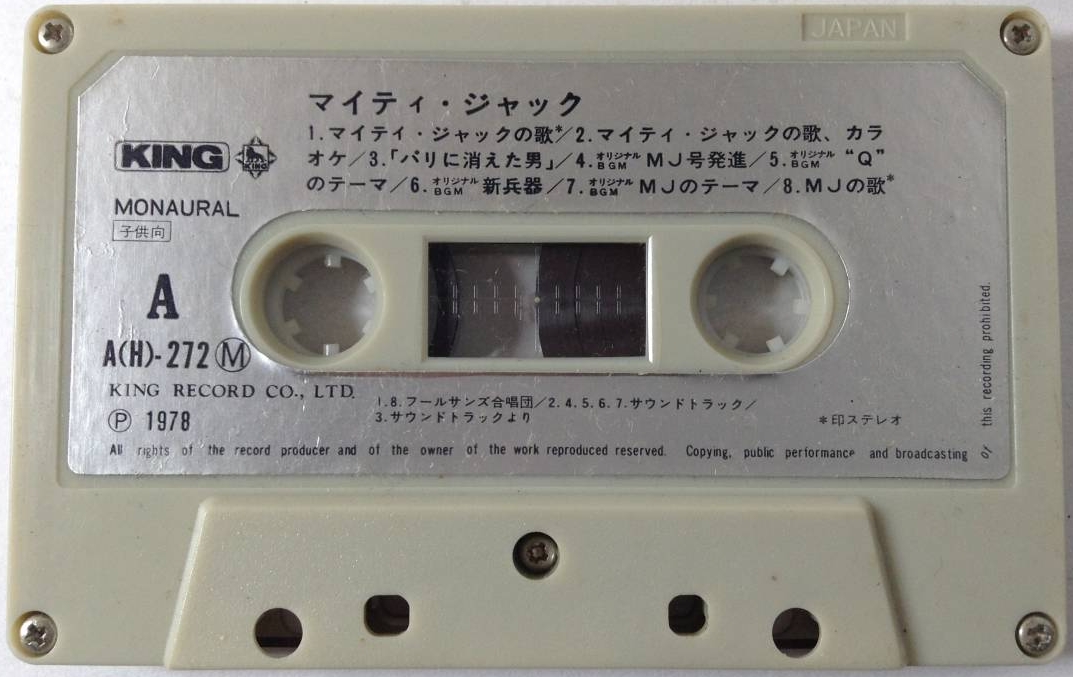 JAPAN
マイティ・ジャック
1.マイティ・ジャックの歌*/2.マイティ・ジャックの歌、カラ
オケ/3.「パリに消えた男」/4.オリジナルBGM MJ号発進/5.オリジナルBGM “Q”
のテーマ/6.オリジナルBGM 新兵器/7.オリジナルBGM MJのテーマ/8.MJの歌*
KING
KING
MONAURAL
子供向
A
A(H)-272 Ⓜ
KING RECORD CO., LTD.
Ⓟ 1978
1.8.フールサンズ合唱団/2.4.5.6.7.サウンドトラック/
3.サウンドトラックより
*印ステレオ
All rights of the record producer and of the owner of the work reproduced reserved. Copying, public performance and broadcasting of this recording prohibited.